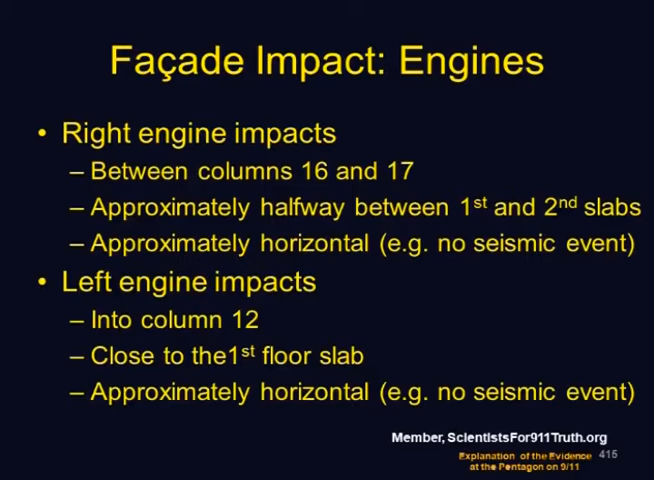 Façade Impact: Engines
• Right engine impacts
– Between columns 16 and 17
– Approximately halfway between 1st and 2nd slabs
– Approximately horizontal (e.g. no seismic event)
• Left engine impacts
– Into column 12
– Close to the1st floor slab
– Approximately horizontal (e.g. no seismic event)
Member, ScientistsFor911Truth.org
Explanation of the Evidence 415
at the Pentagon on 9/11